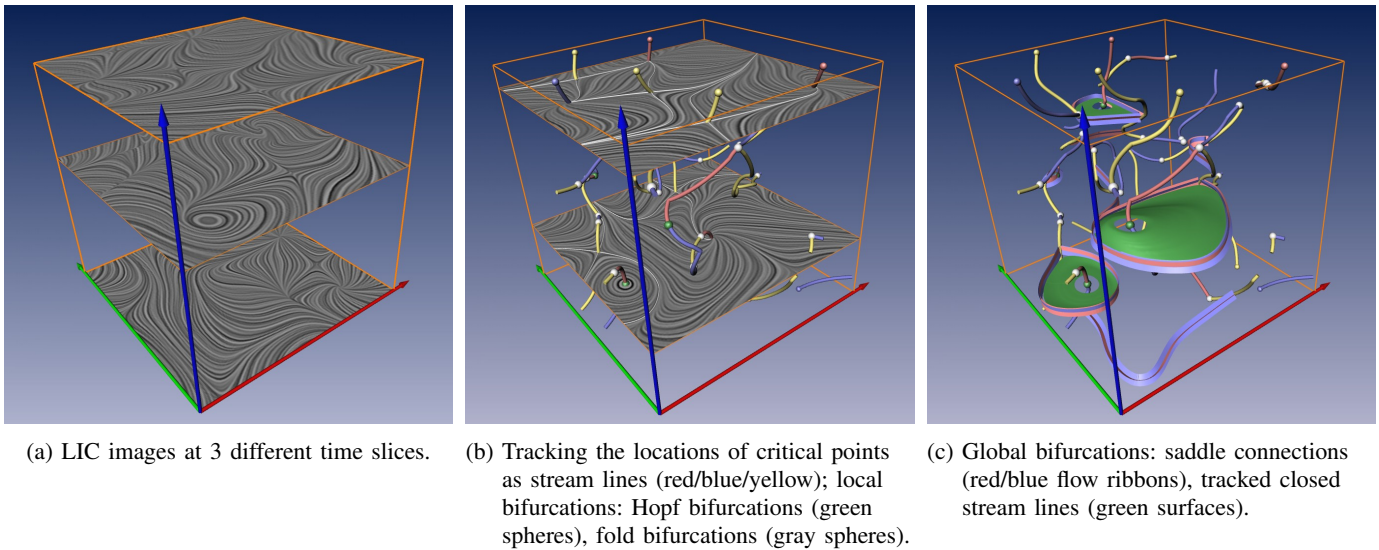 (a) LIC images at 3 different time slices.
(b) Tracking the locations of critical points
as stream lines (red/blue/yellow); local
bifurcations: Hopf bifurcations (green
spheres), fold bifurcations (gray spheres).
(c) Global bifurcations: saddle connections
(red/blue flow ribbons), tracked closed
stream lines (green surfaces).